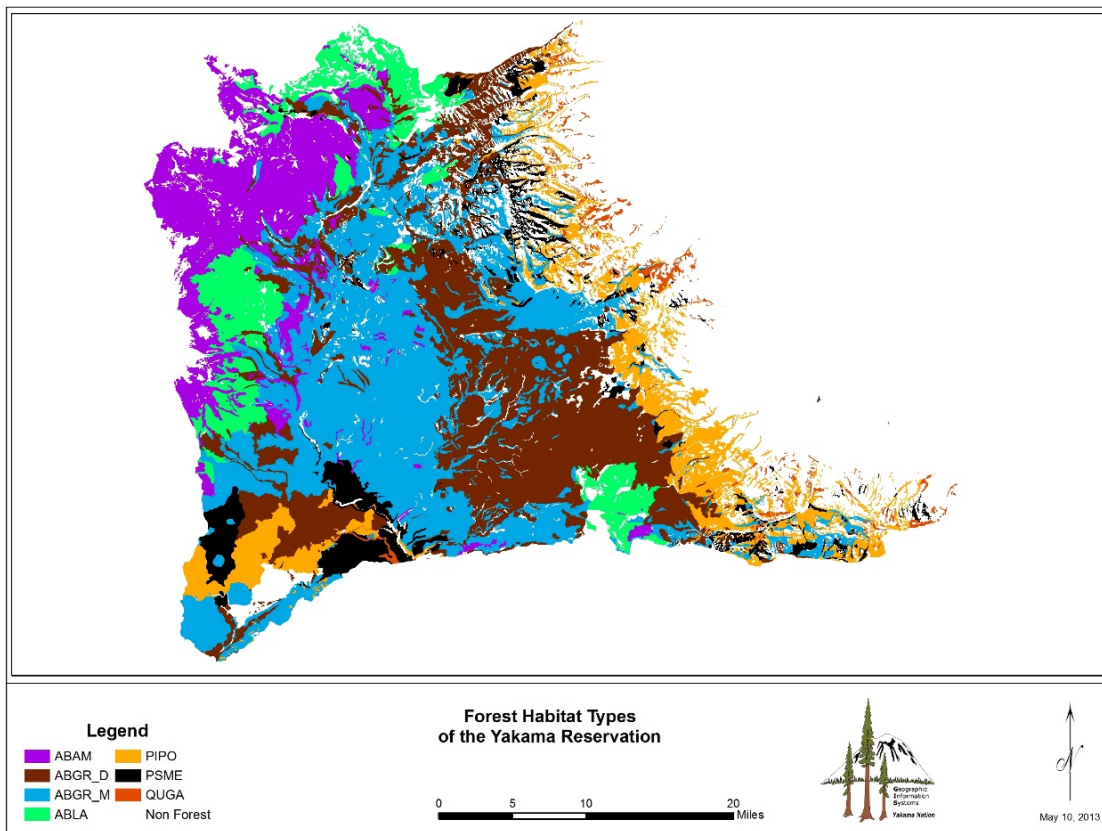 Forest Habitat Types
of the Yakama Reservation
Legend
ABAM
ABGR_D
ABGR_M
ABLA
PIPO
PSME
QUGA
Non Forest
0 5 10 20
Miles
Geographic
Information
Systems
Yakama Nation
N
May 10, 2013